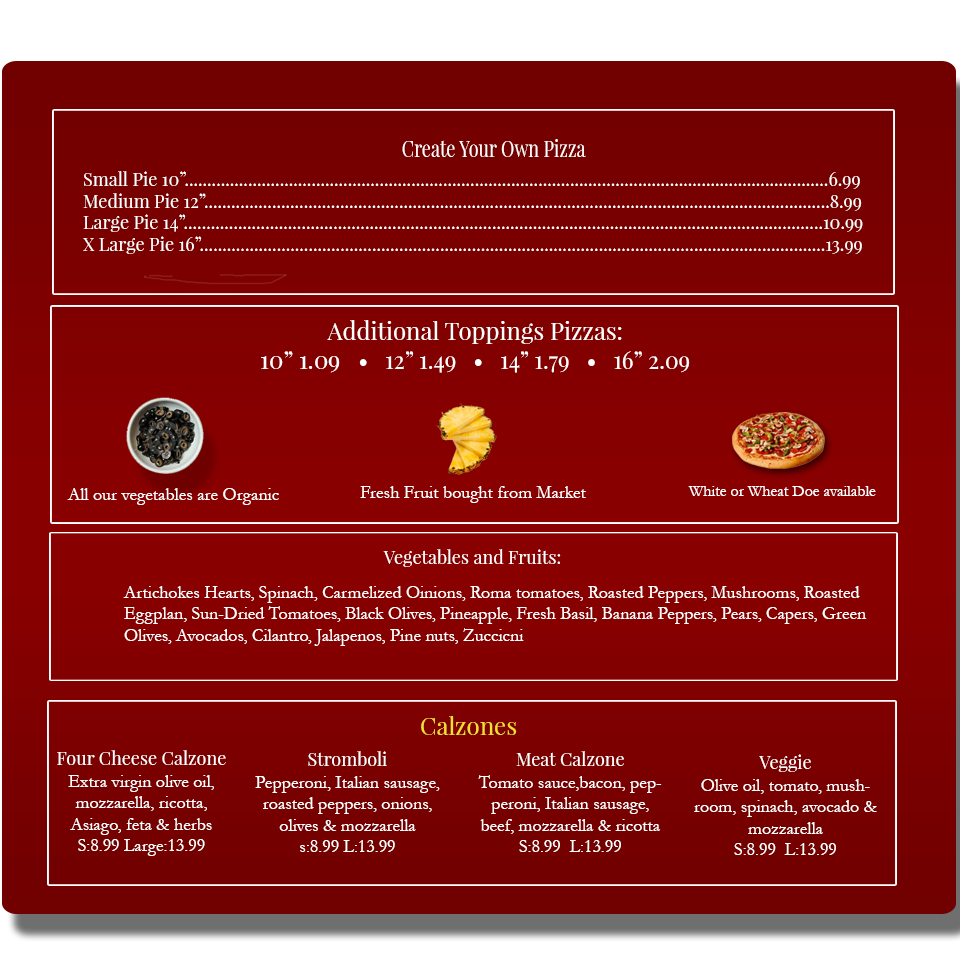 Create Your Own Pizza
Small Pie 10”........................................................................................................................................................6.99
Medium Pie 12”...................................................................................................................................................8.99
Large Pie 14”......................................................................................................................................................10.99
X Large Pie 16”...................................................................................................................................................13.99
Additional Toppings Pizzas:
10” 1.09 • 12” 1.49 • 14” 1.79 • 16” 2.09
All our vegetables are Organic
Fresh Fruit bought from Market
White or Wheat Doe available
Vegetables and Fruits:
Artichokes Hearts, Spinach, Carmelized Oinions, Roma tomatoes, Roasted Peppers, Mushrooms, Roasted
Eggplan, Sun-Dried Tomatoes, Black Olives, Pineapple, Fresh Basil, Banana Peppers, Pears, Capers, Green
Olives, Avocados, Cilantro, Jalapenos, Pine nuts, Zuccicni
Calzones
Four Cheese Calzone
Extra virgin olive oil,
mozzarella, ricotta,
Asiago, feta & herbs
S:8.99 Large:13.99
Stromboli
Pepperoni, Italian sausage,
roasted peppers, onions,
olives & mozzarella
s:8.99 L:13.99
Meat Calzone
Tomato sauce,bacon, pep-
peroni, Italian sausage,
beef, mozzarella & ricotta
S:8.99 L:13.99
Veggie
Olive oil, tomato, mush-
room, spinach, avocado &
mozzarella
S:8.99 L:13.99